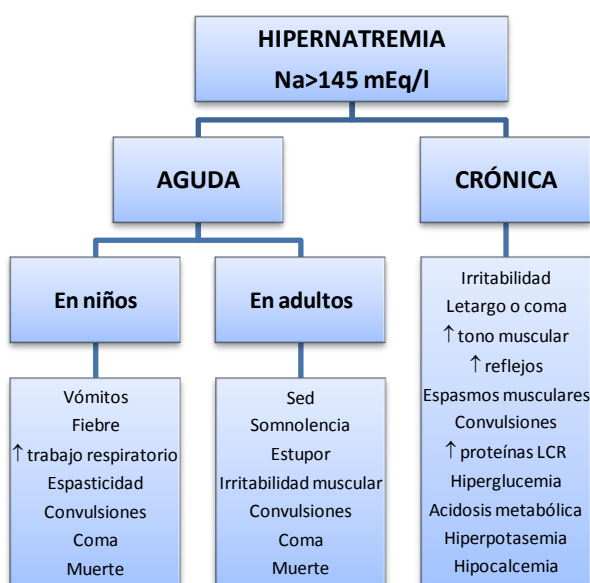 HIPERNATREMIA
Na>145 mEq/l
AGUDA
CRÓNICA
En niños
En adultos
Vómitos
Fiebre
↑ trabajo respiratorio
Espasticidad
Convulsiones
Coma
Muerte
Sed
Somnolencia
Estupor
Irritabilidad muscular
Convulsiones
Coma
Muerte
Irritabilidad
Letargo o coma
↑ tono muscular
↑ reflejos
Espasmos musculares
Convulsiones
↑ proteínas LCR
Hiperglucemia
Acidosis metabólica
Hiperpotasemia
Hipocalcemia